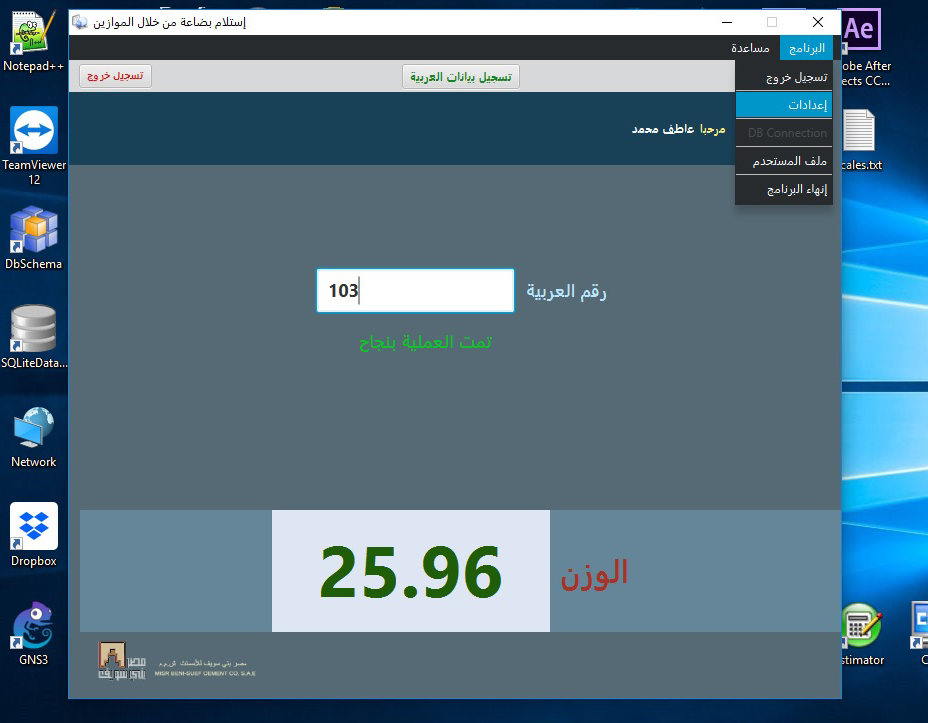 إستلام بضاعة من خلال الموازين
البرنامج
مساعدة
تسجيل خروج
إعدادات
DB Connection
ملف المستخدم
إنهاء البرنامج
تسجيل بيانات العربية
تسجيل خروج
مرحبا عاطف محمد
رقم العربية
103
تمت العملية بنجاح
الوزن
25.96
مصر بني سويف للأسمنت ش.م.م
MISR BENI-SUEF CEMENT CO. S.A.E
مصر
بني سويف
Notepad++
TeamViewer
12
DbSchema
SQLiteData...
Network
Dropbox
GNS3
Ae
obe After
ects CC...
cales.txt
stimator